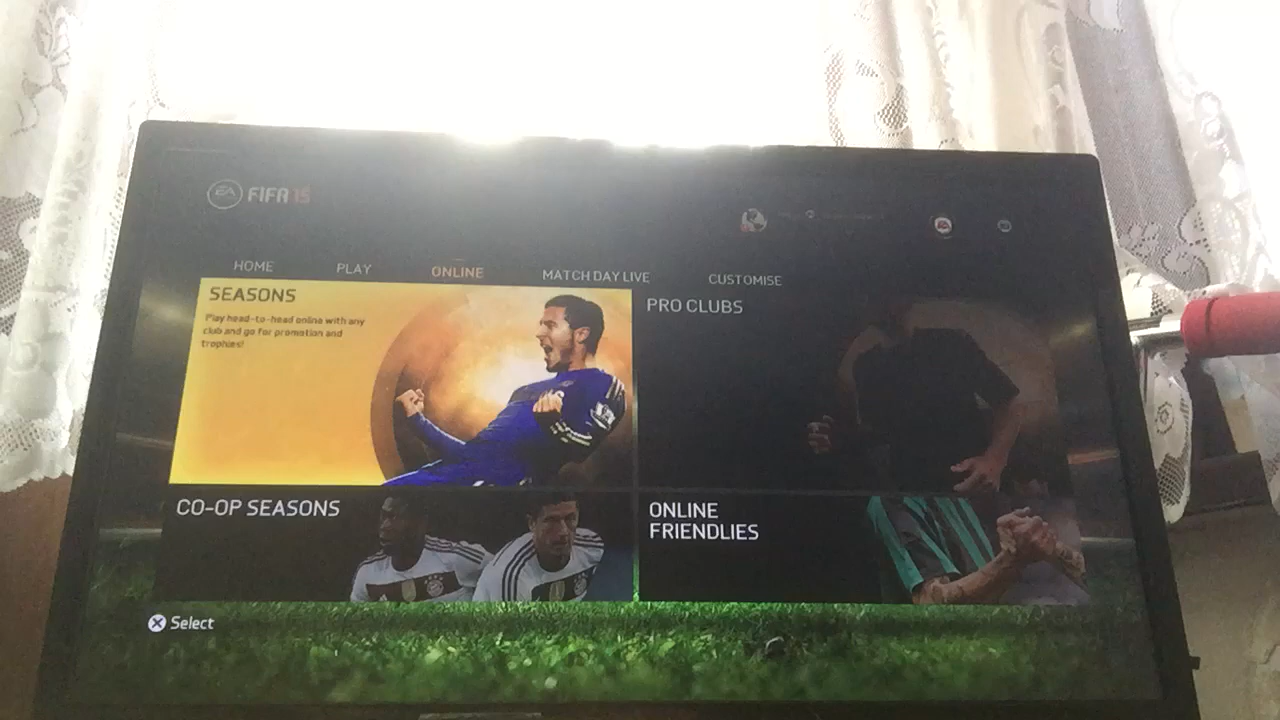 EA FIFA 15
HOME PLAY ONLINE MATCH DAY LIVE CUSTOMISE
SEASONS
Play head-to-head online with any
club and go for promotion and
trophies!
PRO CLUBS
CO-OP SEASONS
ONLINE
FRIENDLIES
Select